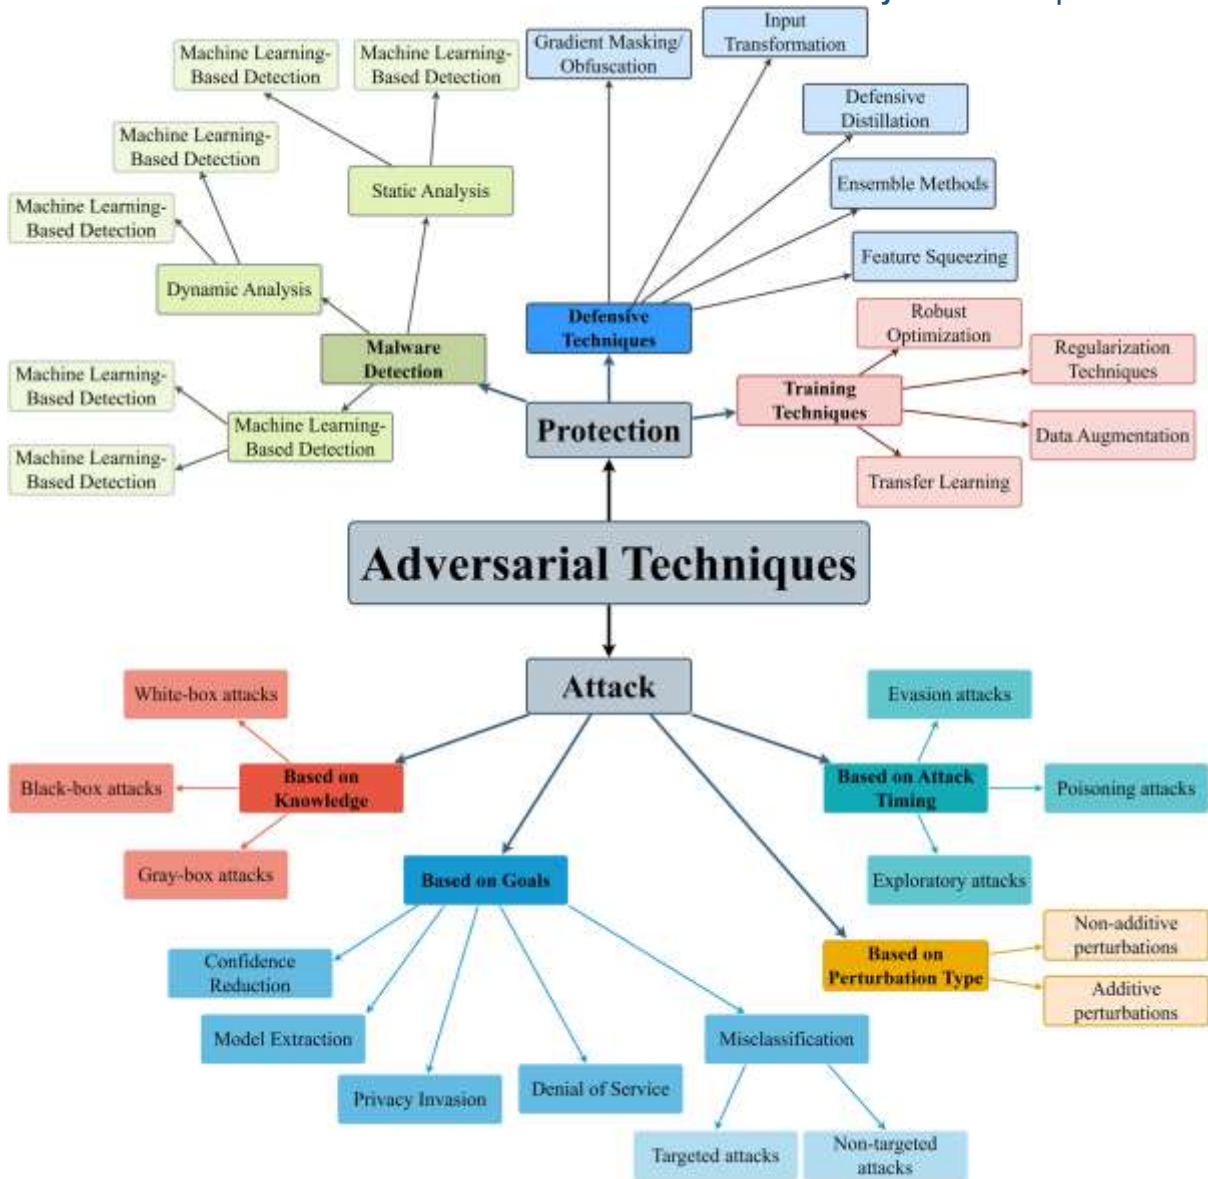 Input
Transformation
Gradient Masking/
Obfuscation
Machine Learning-
Based Detection
Machine Learning-
Based Detection
Defensive
Distillation
Machine Learning-
Based Detection
Static Analysis
Ensemble Methods
Machine Learning-
Based Detection
Feature Squeezing
Dynamic Analysis
Defensive
Techniques
Robust
Optimization
Malware
Detection
Regularization
Techniques
Machine Learning-
Based Detection
Training
Techniques
Protection
Machine Learning-
Based Detection
Data Augmentation
Machine Learning-
Based Detection
Transfer Learning
Adversarial Techniques
Attack
White-box attacks
Evasion attacks
Black-box attacks
Based on
Knowledge
Based on Attack
Timing
Poisoning attacks
Gray-box attacks
Based on Goals
Exploratory attacks
Non-additive
perturbations
Based on
Perturbation Type
Additive
perturbations
Confidence
Reduction
Model Extraction
Misclassification
Privacy Invasion
Denial of Service
Targeted attacks
Non-targeted
attacks